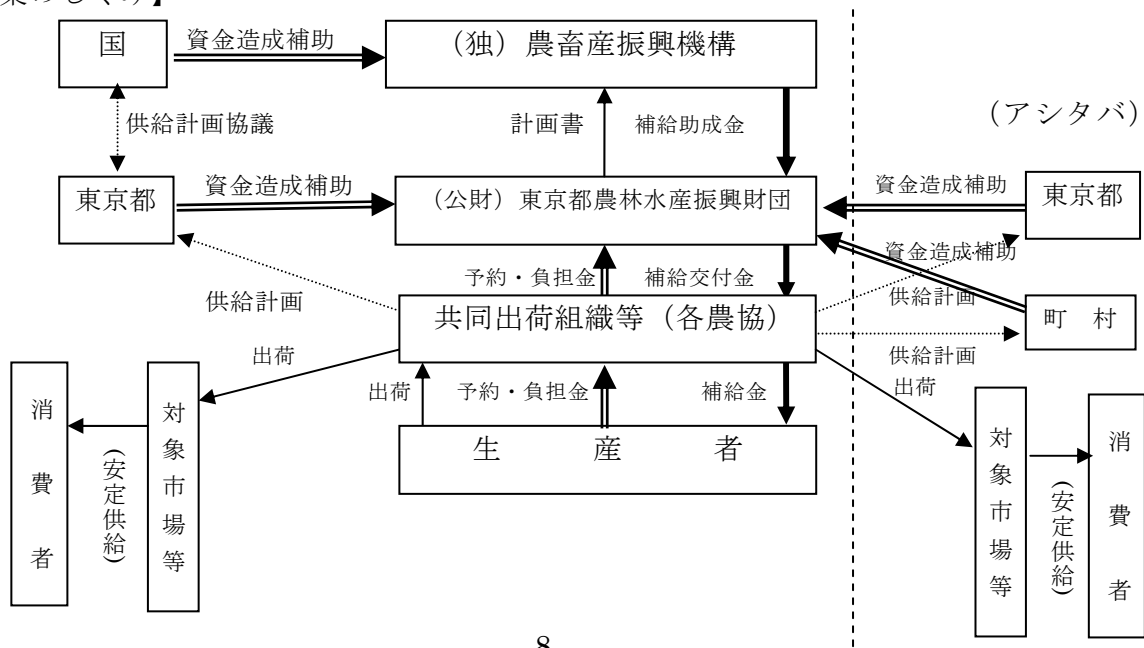 業のしくみ】
国
資金造成補助
(独)農畜産振興機構
供給計画協議
計画書
補給助成金
(アシタバ)
東京都
資金造成補助
(公財)東京都農林水産振興財団
資金造成補助
東京都
供給計画
予約・負担金
補給交付金
資金造成補助
供給計画
共同出荷組織等(各農協)
町 村
供給計画
出荷
出荷
予約・負担金
補給金
出荷
生 産 者
消費者
(安定供給)
対象市場等
対象市場等
(安定供給)
消費者
8